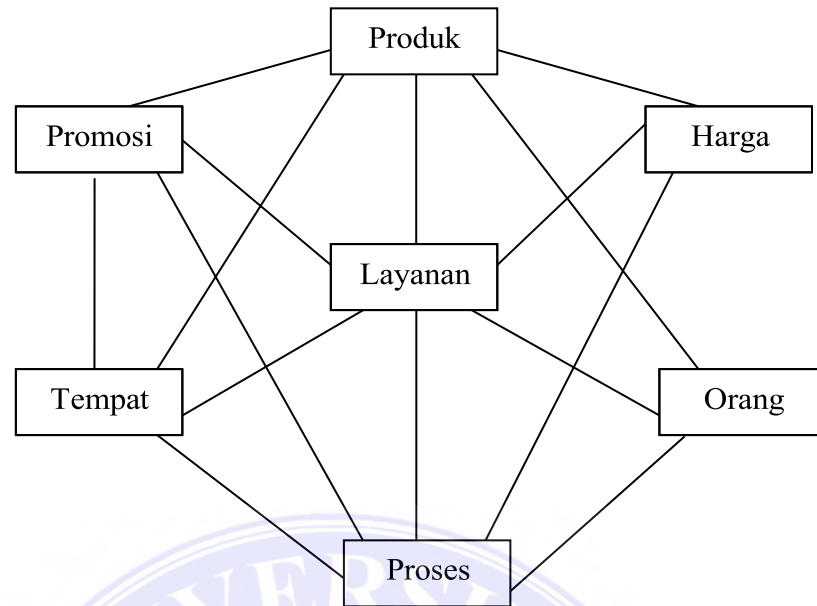 Produk
Promosi
Harga
Layanan
Tempat
Orang
Proses